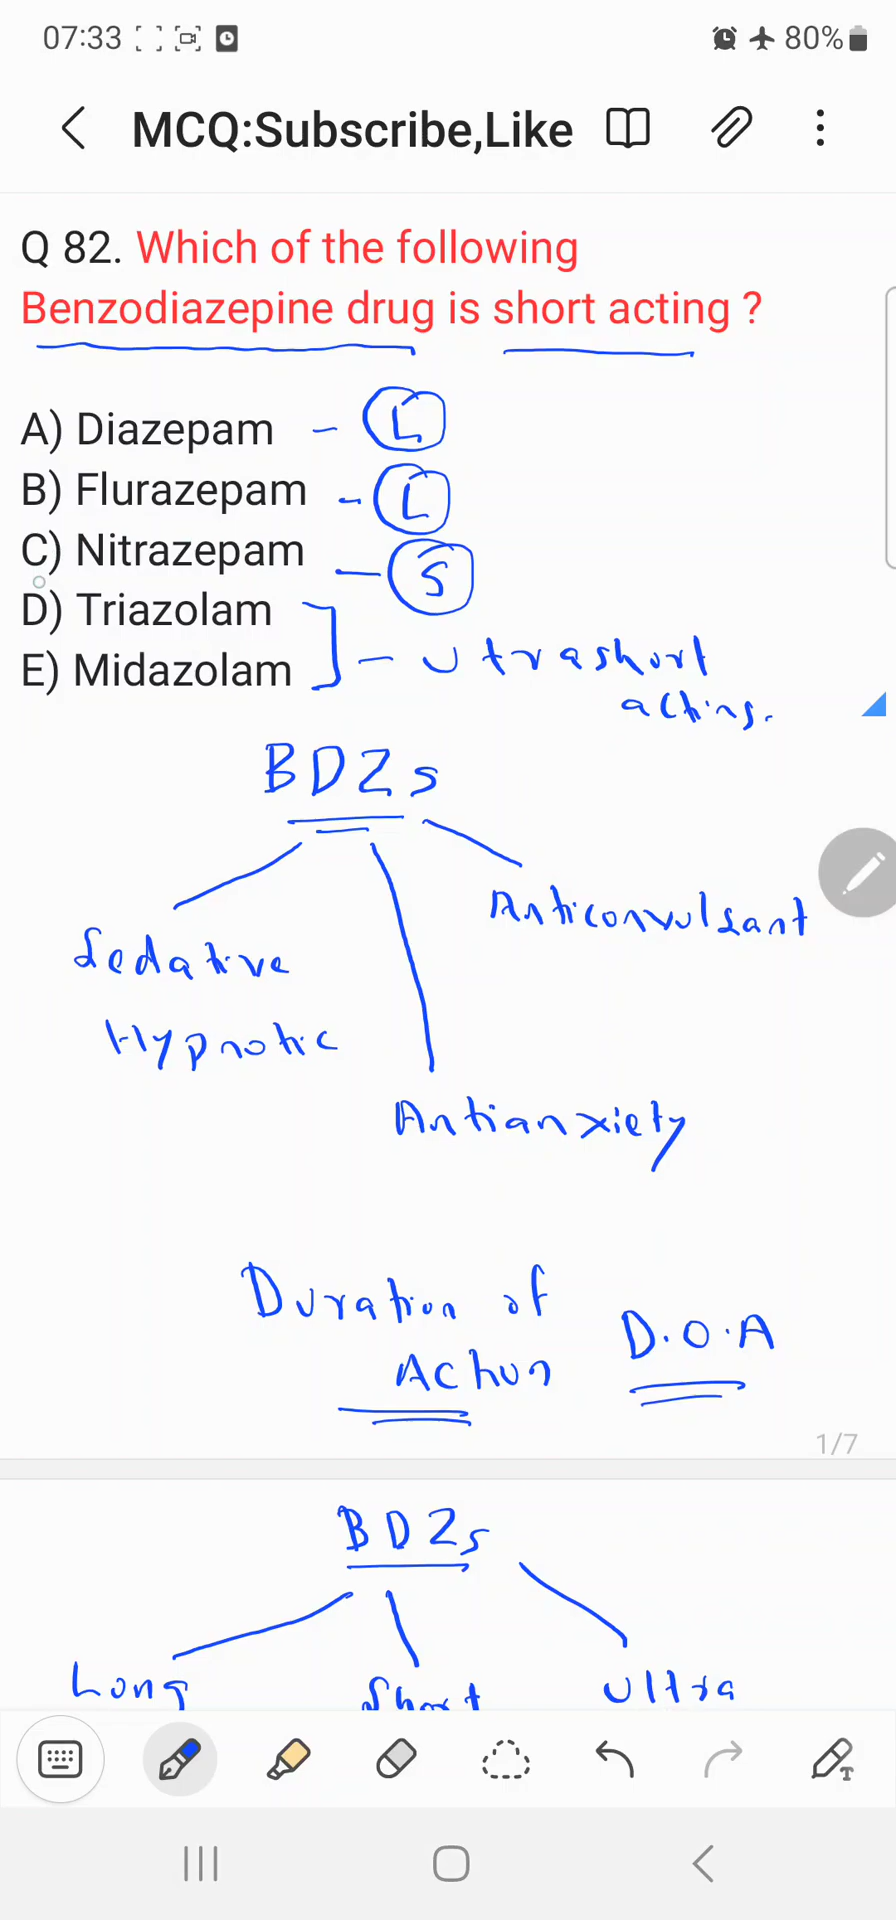 07:33
80%
MCQ:Subscribe,Like
Q 82. Which of the following
Benzodiazepine drug is short acting ?
A) Diazepam - L
B) Flurazepam - L
C) Nitrazepam - S
D) Triazolam
E) Midazolam - Utrashort
acting.
BDZs
Anticonvulsant
Sedative
Hypnotic
Antianxiety
Duration of
Action D.O.A
1/7
BDZs
Long Short Ultra
T